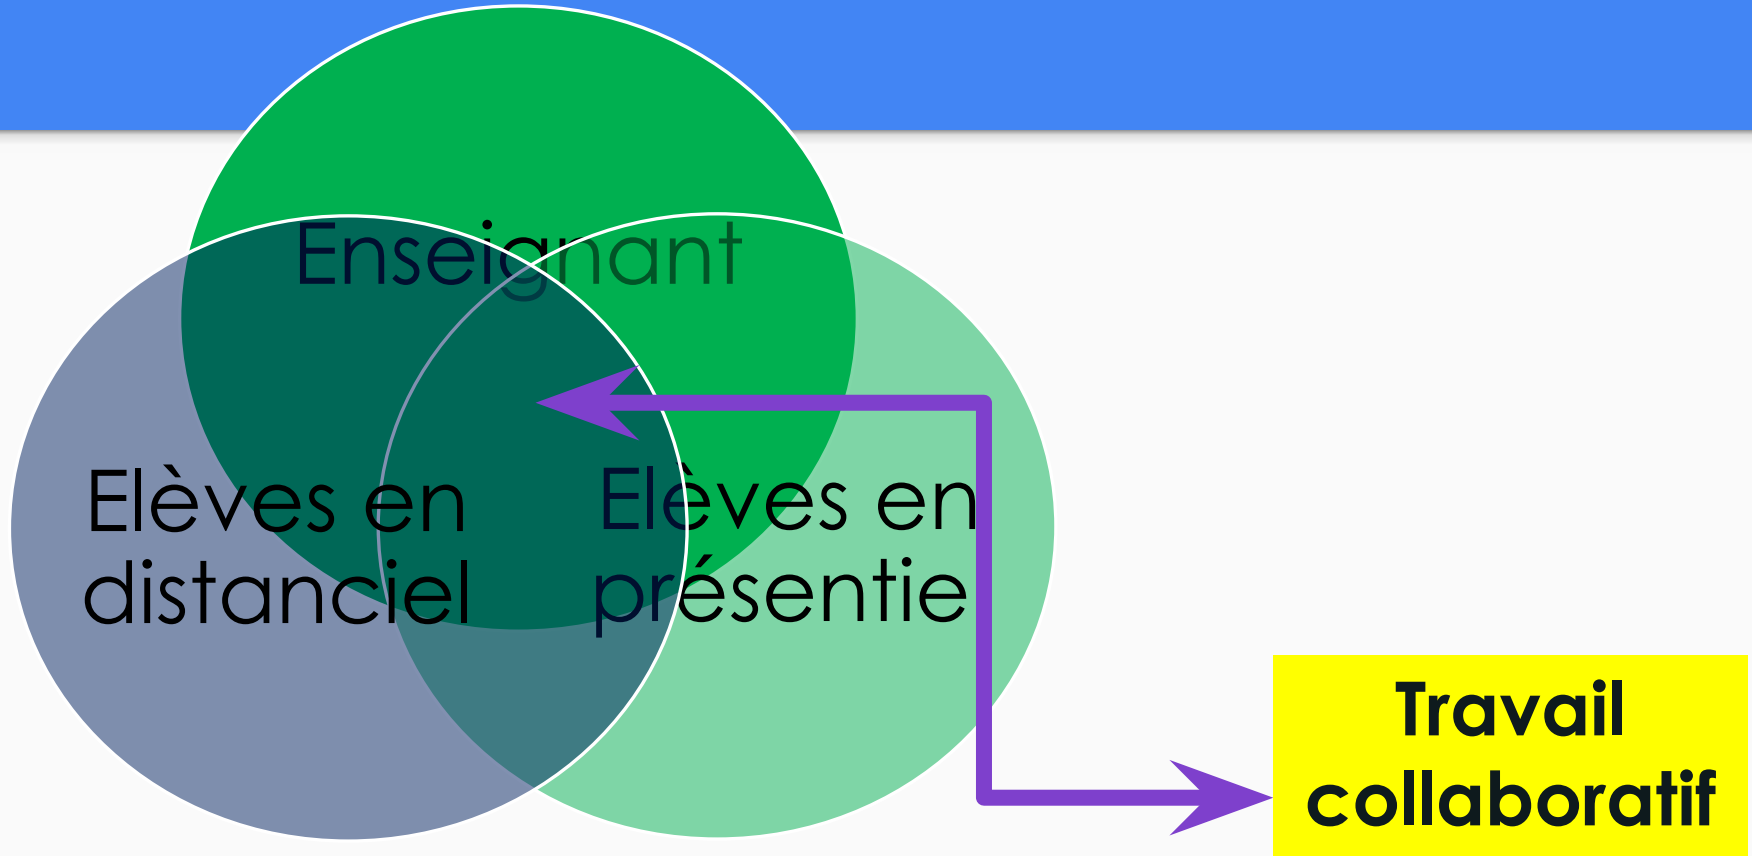 Enseignant
Elèves en
distanciel
Elèves en
présentie
Travail
collaboratif